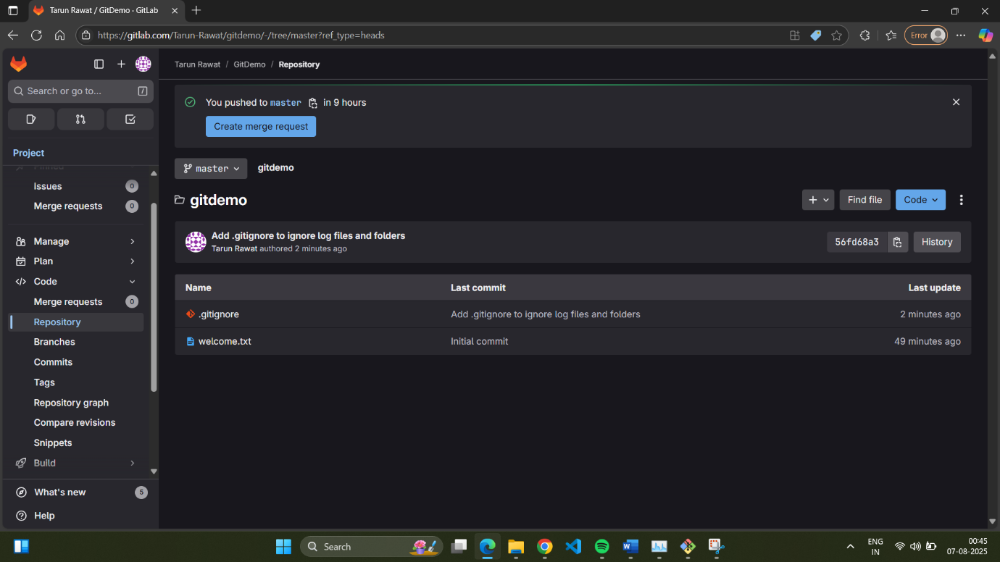 Tarun Rawat / GitDemo · GitLab
https://gitlab.com/Tarun-Rawat/gitdemo/-/tree/master?ref_type=heads
Error
Tarun Rawat / GitDemo / Repository
Search or go to... /
Project
Pinned
Issues 0
Merge requests 0
Manage
Plan
Code
Merge requests 0
Repository
Branches
Commits
Tags
Repository graph
Compare revisions
Snippets
Build
What's new 5
Help
You pushed to master in 9 hours
Create merge request
master gitdemo
gitdemo
Find file Code
Add .gitignore to ignore log files and folders
Tarun Rawat authored 2 minutes ago
56fd68a3 History
Name Last commit Last update
.gitignore Add .gitignore to ignore log files and folders 2 minutes ago
welcome.txt Initial commit 49 minutes ago
Search
ENG
IN
00:45
07-08-2025